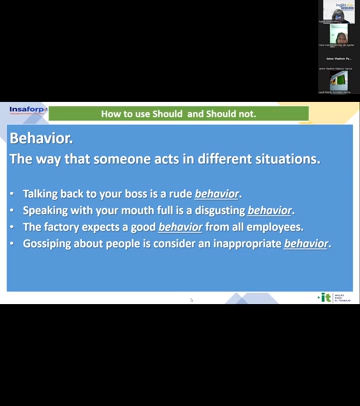 Insaforp
How to use Should and Should not.
Behavior.
The way that someone acts in different situations.
• Talking back to your boss is a rude behavior.
• Speaking with your mouth full is a disgusting behavior.
• The factory expects a good behavior from all employees.
• Gossiping about people is consider an inappropriate behavior.
it